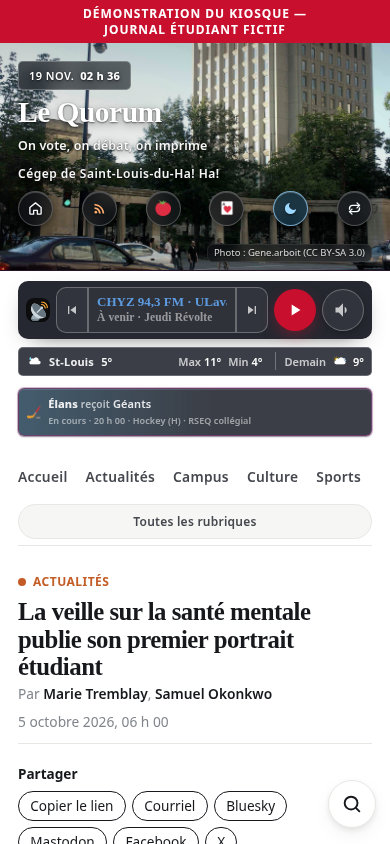 DÉMONSTRATION DU KIOSQUE —
JOURNAL ÉTUDIANT FICTIF
19 NOV. 02 h 36
Le Quorum
On vote, on débat, on imprime
Cégep de Saint-Louis-du-Ha! Ha!
Photo : Gene.arboit (CC BY-SA 3.0)
CHYZ 94,3 FM · ULav
À venir · Jeudi Révolte
St-Louis 5° Max 11° Min 4° Demain 9°
Élans reçoit Géants
En cours · 20 h 00 · Hockey (H) · RSEQ collégial
Accueil Actualités Campus Culture Sports
Toutes les rubriques
ACTUALITÉS
La veille sur la santé mentale
publie son premier portrait
étudiant
Par Marie Tremblay, Samuel Okonkwo
5 octobre 2026, 06 h 00
Partager
Copier le lien Courriel Bluesky
Mastodon Facebook X